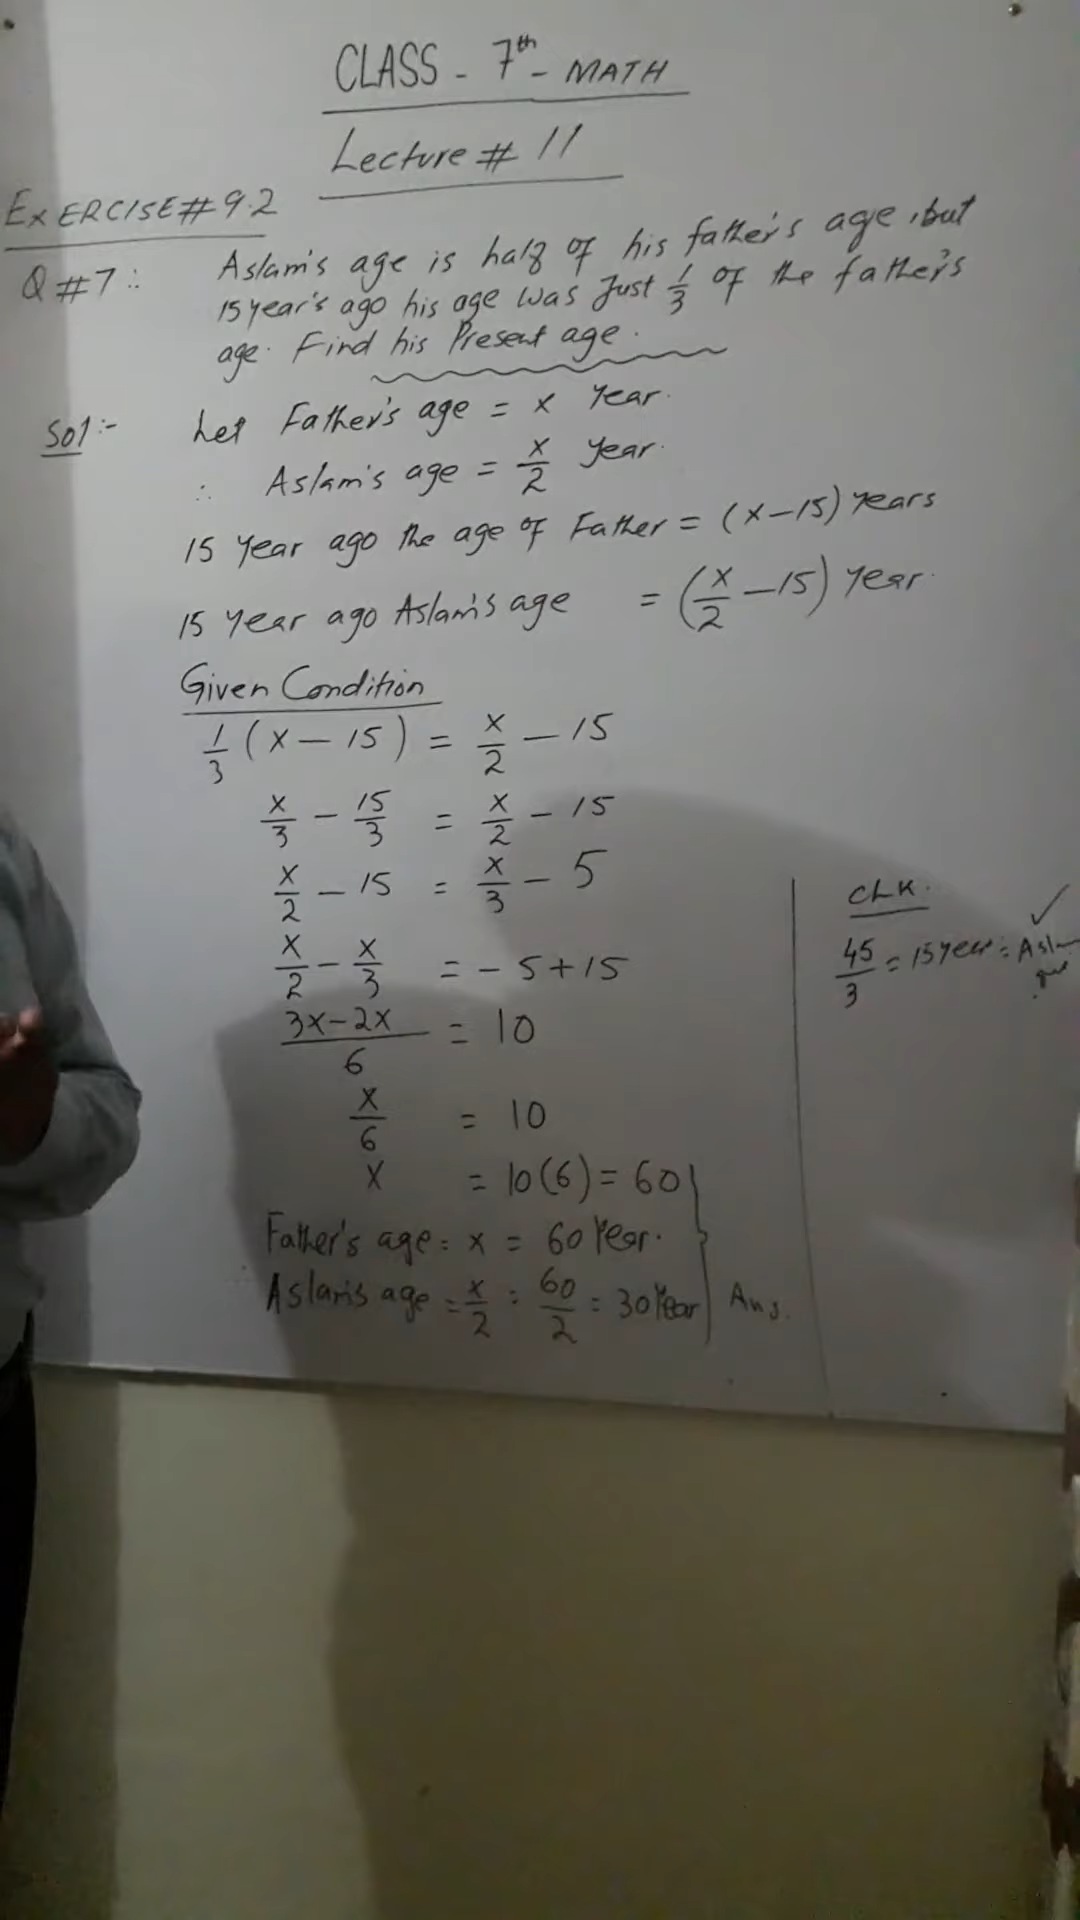 CLASS - 7th - MATH
Lecture # 11
EXERCISE#9.2
Q #7:: Aslam's age is half of his father's age, but
15 year's ago his age was Just 1/3 of the father's
age. Find his Present age.
Sol:- Let Father's age = x Year.
∴ Aslam's age = x/2 Year.
15 Year ago the age of Father = (x-15) Years
15 Year ago Aslam's age = (x/2 - 15) Year.
Given Condition
1/3 (x - 15) = x/2 - 15
x/3 - 15/3 = x/2 - 15
x/2 - 15 = x/3 - 5
x/2 - x/3 = - 5 + 15
3x-2x/6 = 10
x/6 = 10
x = 10(6) = 60
Father's age = x = 60 Year.
Aslam's age = x/2 = 60/2 = 30 Year } Ans.
CHK.
45/3 = 15 Year = Asl